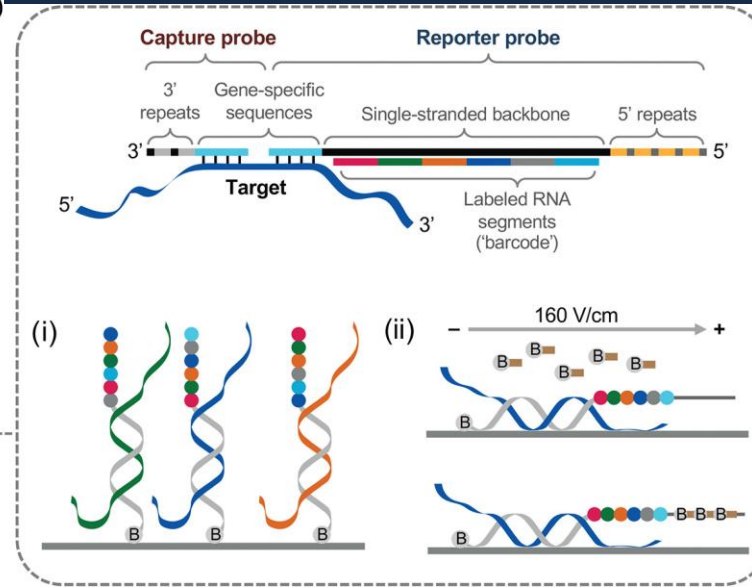 )
Capture probe
Reporter probe
3’
repeats
Gene-specific
sequences
Single-stranded backbone
5’ repeats
3’
5’
Target
5’
3’
Labeled RNA
segments
(‘barcode’)
(i)
B
B
B
(ii)
160 V/cm
– +
B
B
B
B
B
B
B
B B B